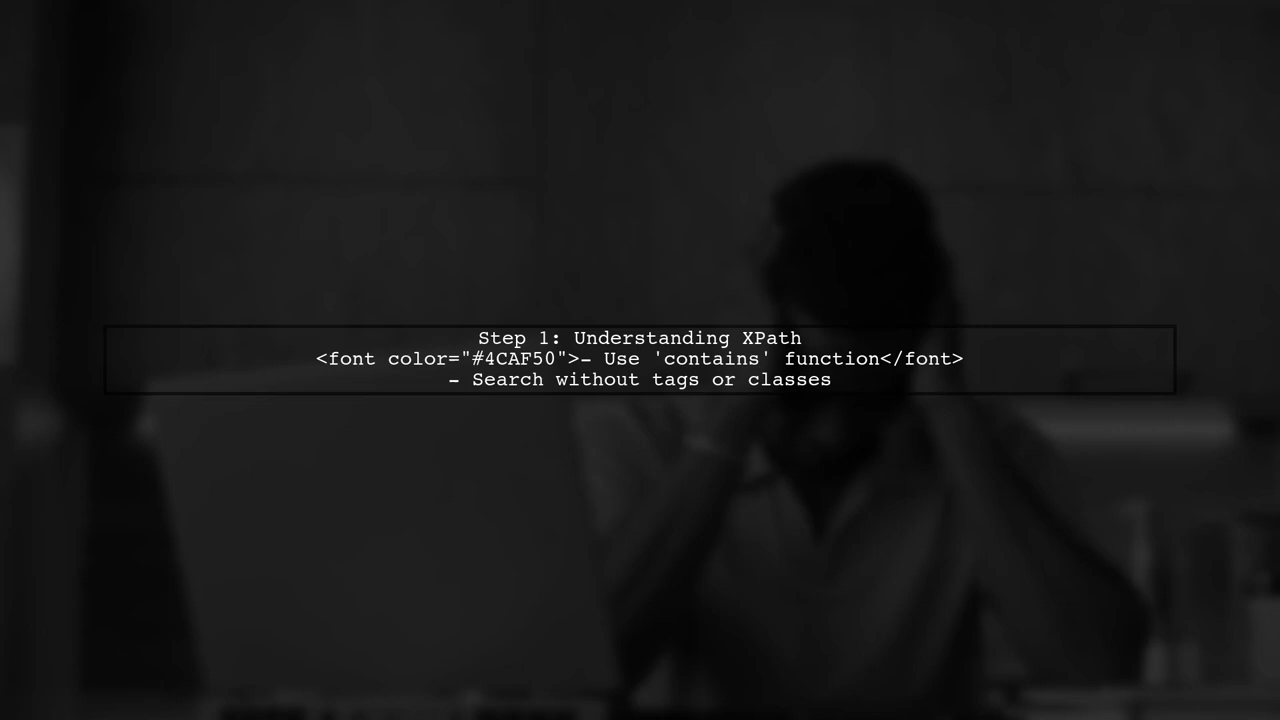 Step 1: Understanding XPath
<font color="#4CAF50">– Use 'contains' function</font>
– Search without tags or classes